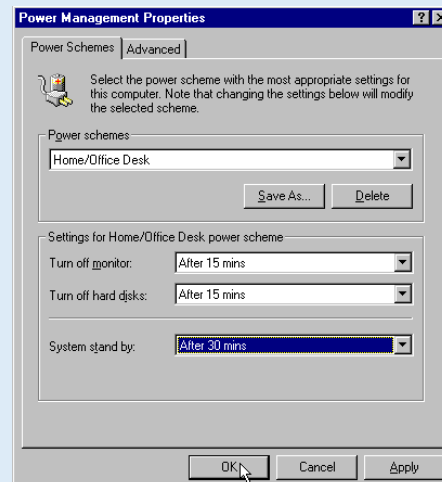 Power Management Properties
Power Schemes
Advanced
Select the power scheme with the most appropriate settings for
this computer. Note that changing the settings below will modify
the selected scheme.
Power schemes
Home/Office Desk
Save As...
Delete
Settings for Home/Office Desk power scheme
Turn off monitor:
After 15 mins
Turn off hard disks:
After 15 mins
System stand by:
After 30 mins
OK
Cancel
Apply